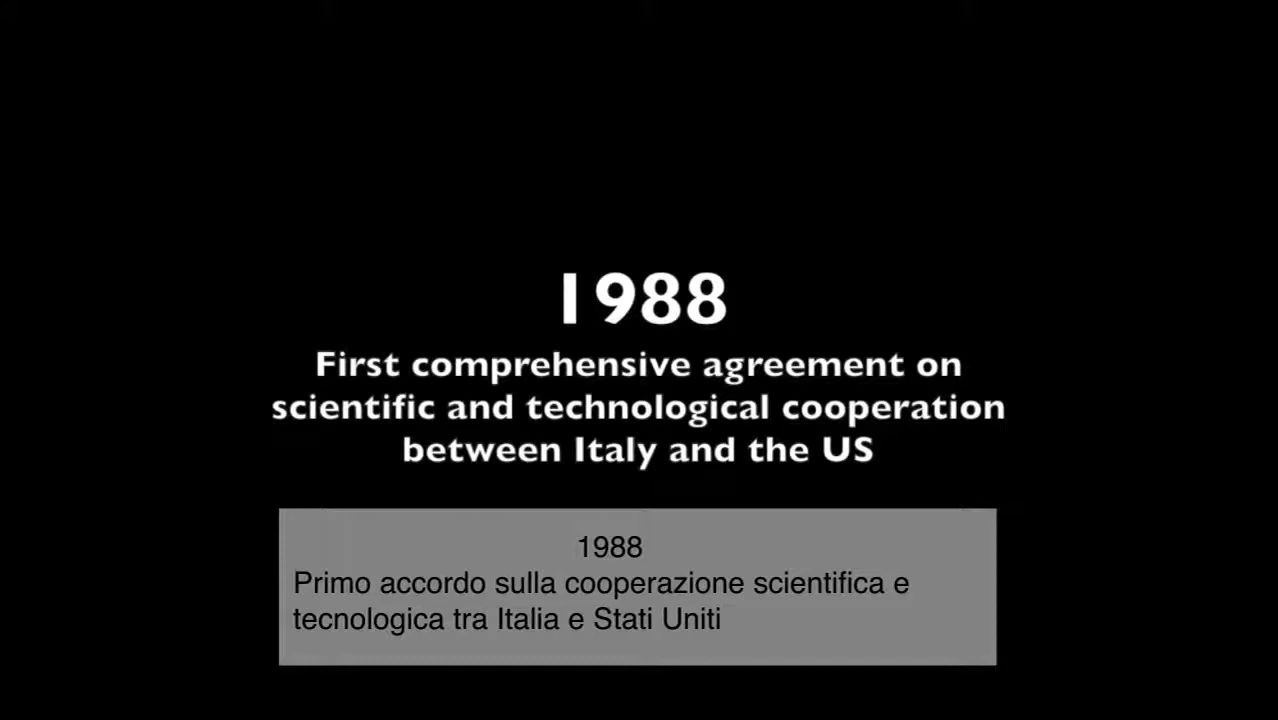 1988
First comprehensive agreement on
scientific and technological cooperation
between Italy and the US
1988
Primo accordo sulla cooperazione scientifica e
tecnologica tra Italia e Stati Uniti